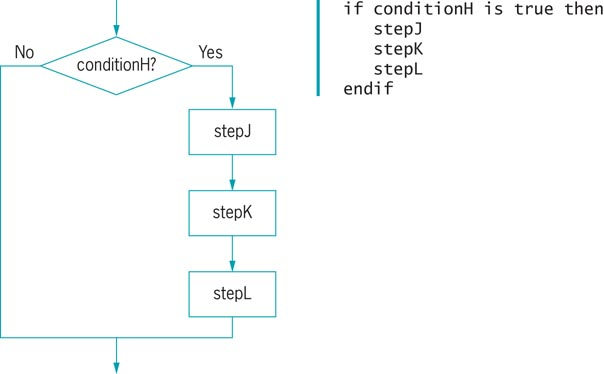 No
conditionH?
Yes
stepJ
stepK
stepL
if conditionH is true then
   stepJ
   stepK
   stepL
endif